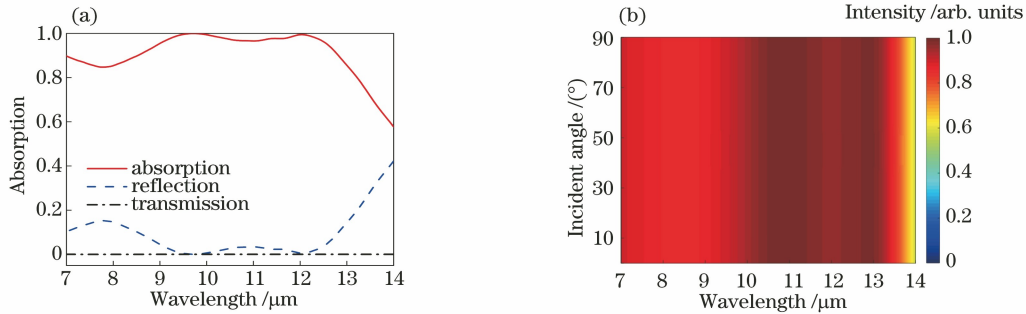 (a)
1.0
0.8
0.6
0.4
0.2
0
Absorption
absorption
reflection
transmission
7 8 9 10 11 12 13 14
Wavelength /μm
(b)
Intensity /arb. units
90
70
50
30
10
Incident angle /(°)
7 8 9 10 11 12 13 14
Wavelength /μm
1.0
0.8
0.6
0.4
0.2
0